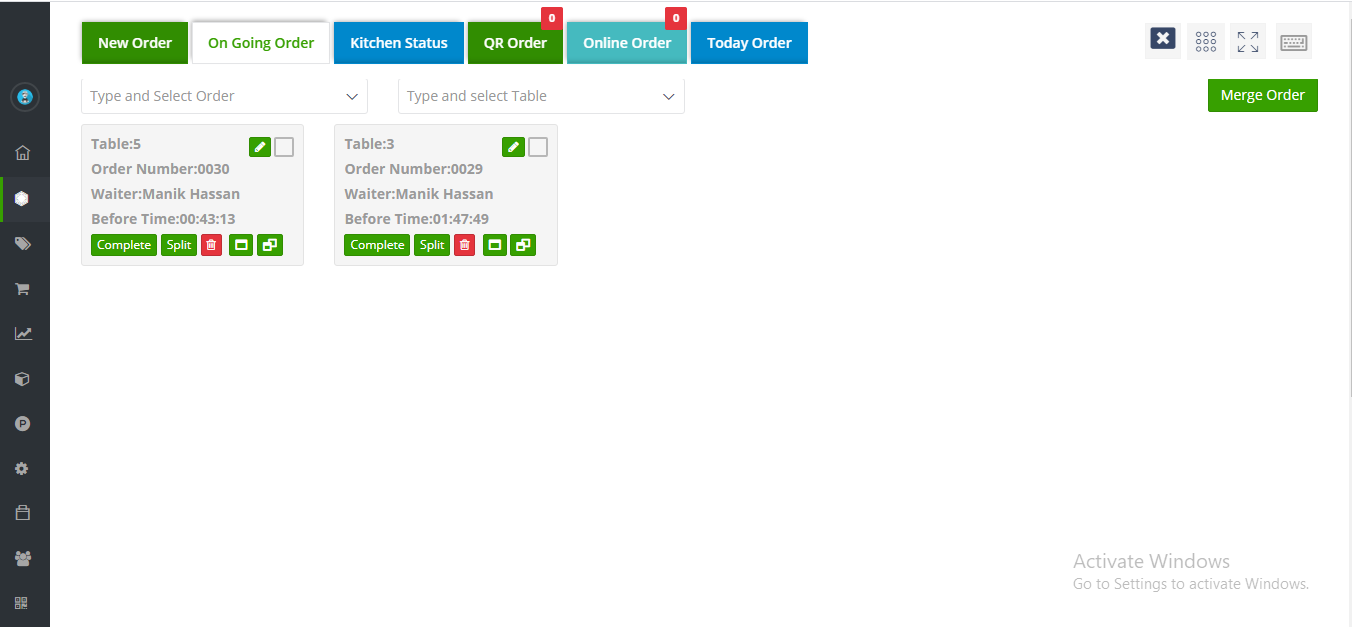 0
0
New Order
On Going Order
Kitchen Status
QR Order
Online Order
Today Order
Type and Select Order
Type and select Table
Merge Order
Table:5
Order Number:0030
Waiter:Manik Hassan
Before Time:00:43:13
Complete
Split
Table:3
Order Number:0029
Waiter:Manik Hassan
Before Time:01:47:49
Complete
Split
P
Activate Windows
Go to Settings to activate Windows.